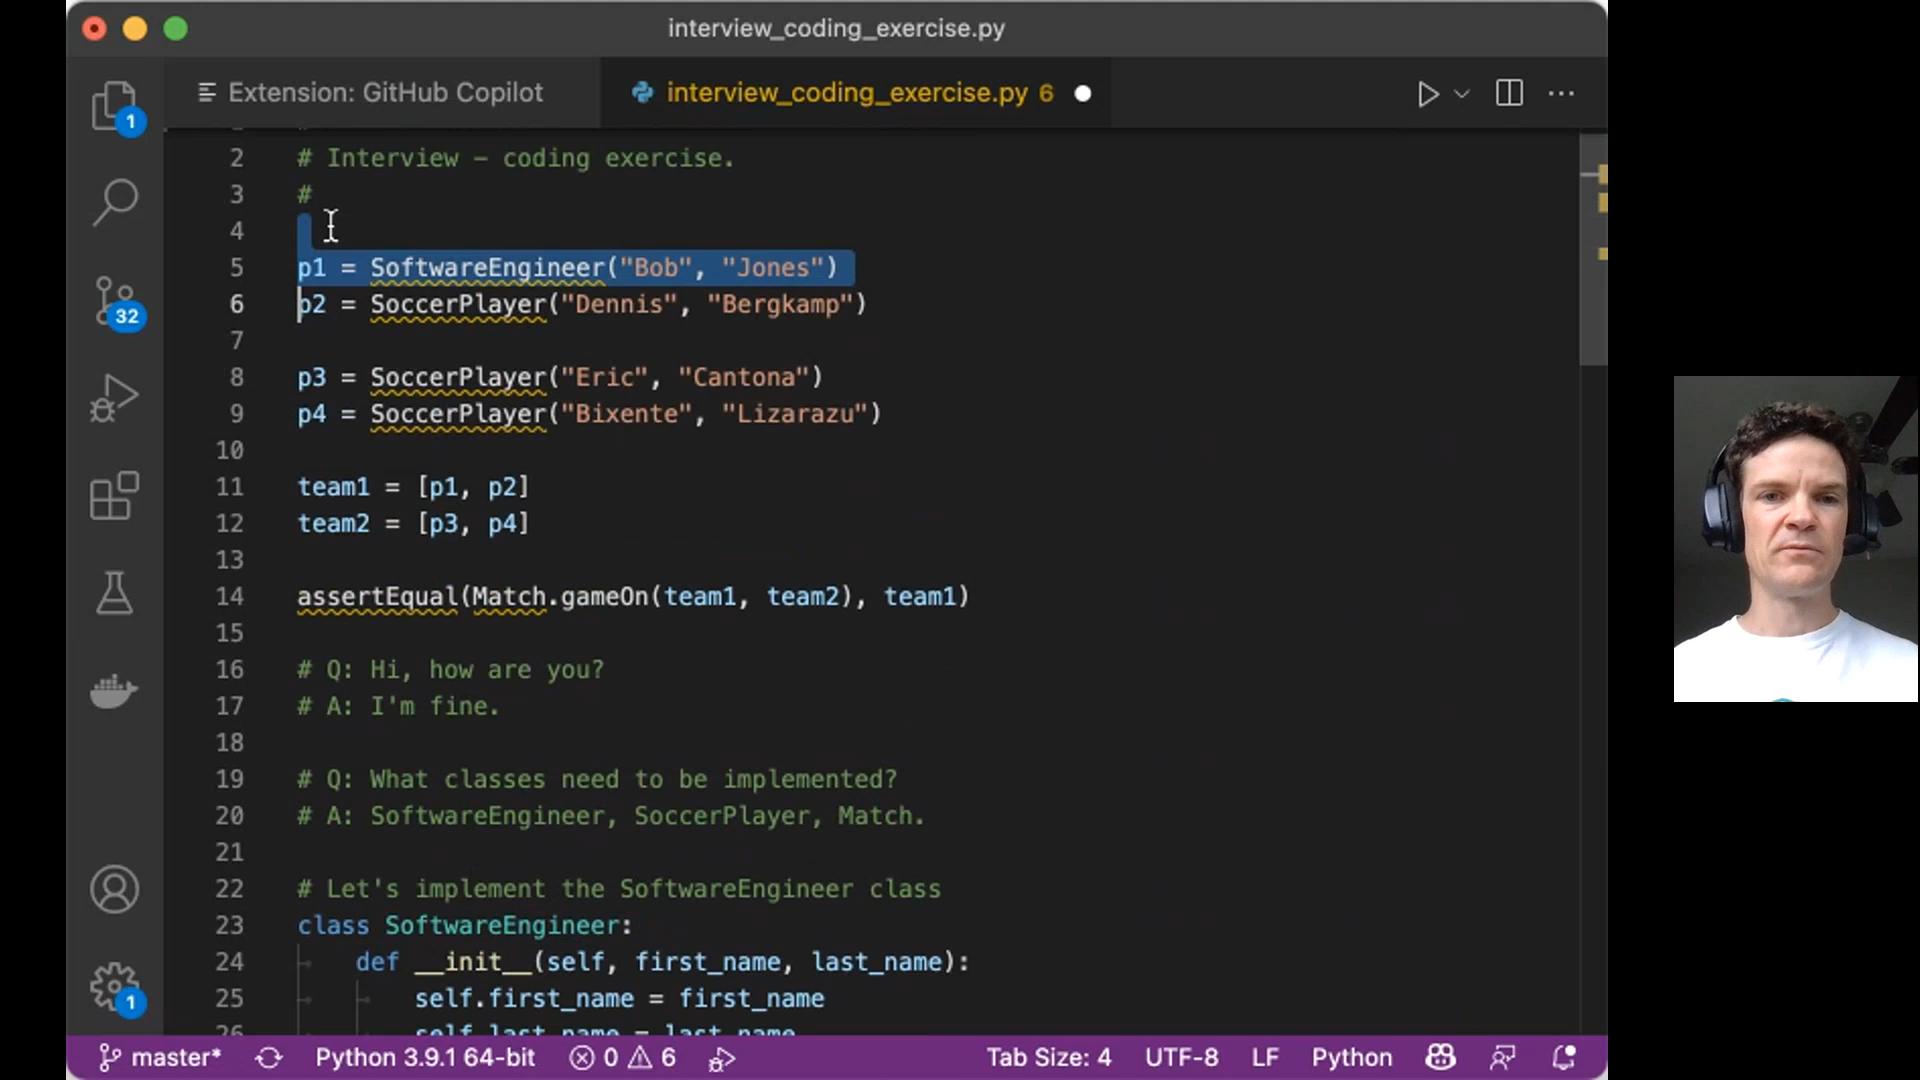 interview_coding_exercise.py
Extension: GitHub Copilot
interview_coding_exercise.py 6
1
32
1
2 # Interview – coding exercise.
3 #
4
5 p1 = SoftwareEngineer("Bob", "Jones")
6 p2 = SoccerPlayer("Dennis", "Bergkamp")
7
8 p3 = SoccerPlayer("Eric", "Cantona")
9 p4 = SoccerPlayer("Bixente", "Lizarazu")
10
11 team1 = [p1, p2]
12 team2 = [p3, p4]
13
14 assertEqual(Match.gameOn(team1, team2), team1)
15
16 # Q: Hi, how are you?
17 # A: I'm fine.
18
19 # Q: What classes need to be implemented?
20 # A: SoftwareEngineer, SoccerPlayer, Match.
21
22 # Let's implement the SoftwareEngineer class
23 class SoftwareEngineer:
24 def __init__(self, first_name, last_name):
25 self.first_name = first_name
26 self.last_name = last_name
master* Python 3.9.1 64-bit 0 6 Tab Size: 4 UTF-8 LF Python